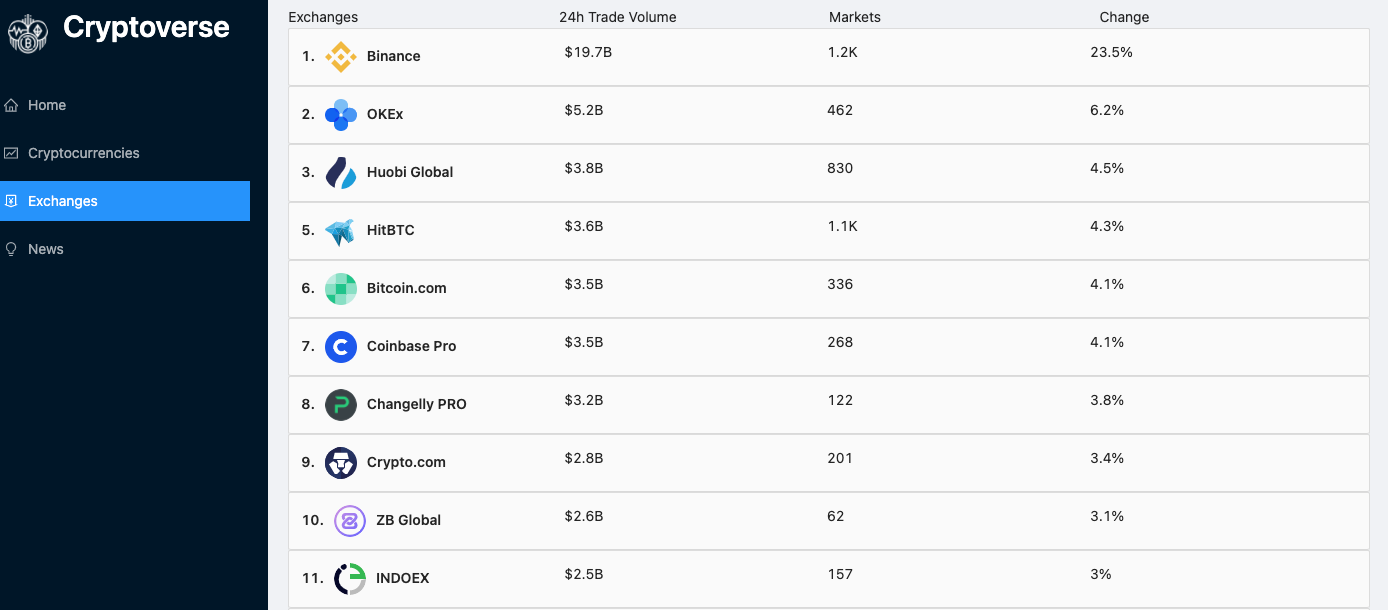 Cryptoverse
Home
Cryptocurrencies
Exchanges
News
Exchanges 24h Trade Volume Markets Change
1. Binance $19.7B 1.2K 23.5%
2. OKEx $5.2B 462 6.2%
3. Huobi Global $3.8B 830 4.5%
5. HitBTC $3.6B 1.1K 4.3%
6. Bitcoin.com $3.5B 336 4.1%
7. Coinbase Pro $3.5B 268 4.1%
8. Changelly PRO $3.2B 122 3.8%
9. Crypto.com $2.8B 201 3.4%
10. ZB Global $2.6B 62 3.1%
11. INDOEX $2.5B 157 3%